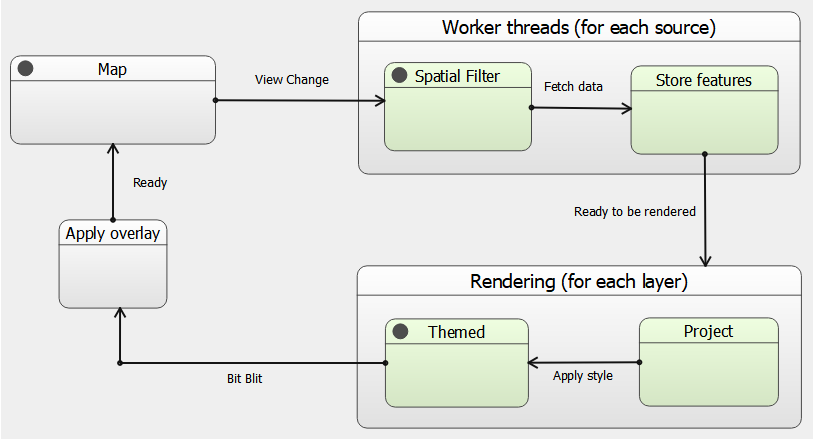 Worker threads (for each source)
Map
View Change
Spatial Filter
Fetch data
Store features
Ready
Ready to be rendered
Apply overlay
Rendering (for each layer)
Themed
Project
Apply style
Bit Blit